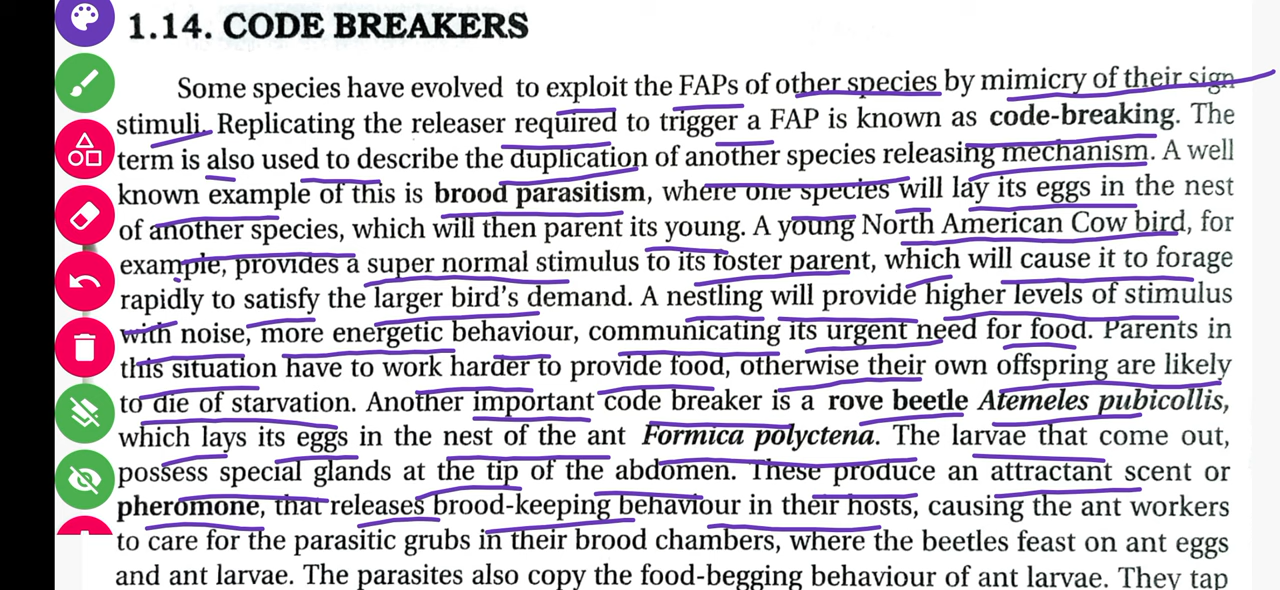 1.14. CODE BREAKERS
Some species have evolved to exploit the FAPs of other species by mimicry of their sign
stimuli. Replicating the releaser required to trigger a FAP is known as code-breaking. The
term is also used to describe the duplication of another species releasing mechanism. A well
known example of this is brood parasitism, where one species will lay its eggs in the nest
of another species, which will then parent its young. A young North American Cow bird, for
example, provides a super normal stimulus to its foster parent, which will cause it to forage
rapidly to satisfy the larger bird's demand. A nestling will provide higher levels of stimulus
with noise, more energetic behaviour, communicating its urgent need for food. Parents in
this situation have to work harder to provide food, otherwise their own offspring are likely
to die of starvation. Another important code breaker is a rove beetle Atemeles pubicollis,
which lays its eggs in the nest of the ant Formica polyctena. The larvae that come out,
possess special glands at the tip of the abdomen. These produce an attractant scent or
pheromone, that releases brood-keeping behaviour in their hosts, causing the ant workers
to care for the parasitic grubs in their brood chambers, where the beetles feast on ant eggs
and ant larvae. The parasites also copy the food-begging behaviour of ant larvae. They tap